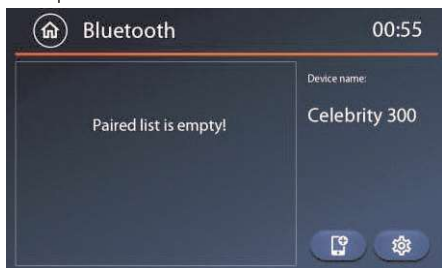 Bluetooth
00:55
Paired list is empty!
Device name:
Celebrity 300